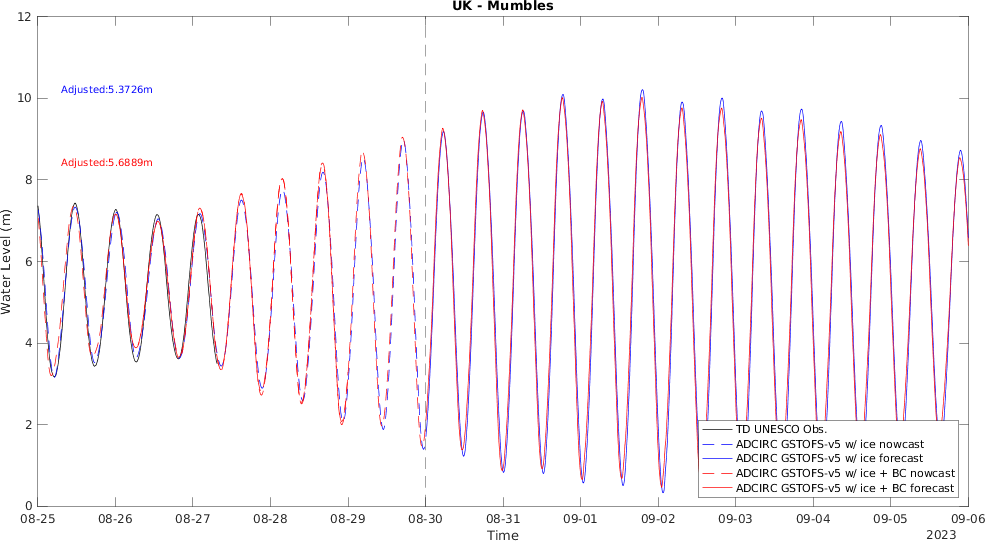 UK - Mumbles
12
10
8
6
4
2
0
Water Level (m)
Adjusted:5.3726m
Adjusted:5.6889m
TD UNESCO Obs.
ADCIRC GSTOFS-v5 w/ ice nowcast
ADCIRC GSTOFS-v5 w/ ice forecast
ADCIRC GSTOFS-v5 w/ ice + BC nowcast
ADCIRC GSTOFS-v5 w/ ice + BC forecast
08-25 08-26 08-27 08-28 08-29 08-30 08-31 09-01 09-02 09-03 09-04 09-05 09-06
Time
2023